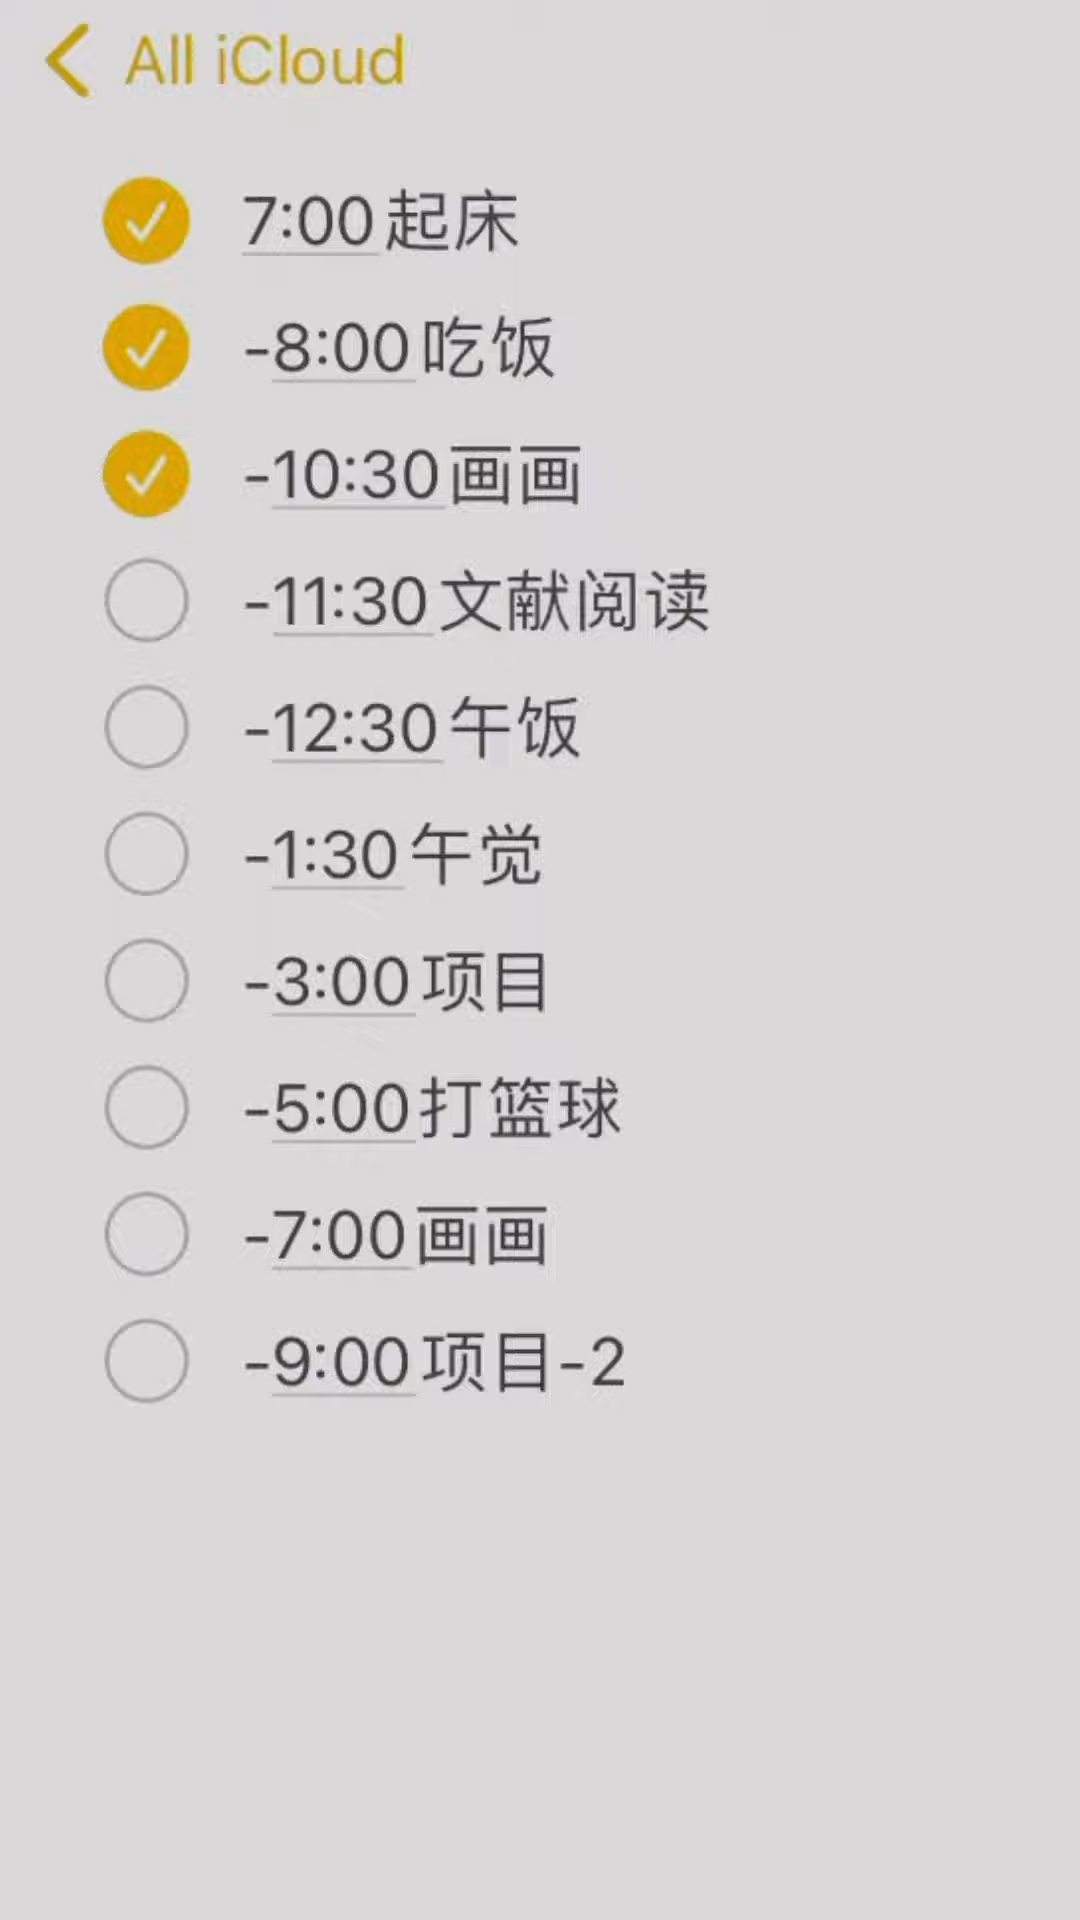 All iCloud
7:00起床
-8:00吃饭
-10:30画画
-11:30文献阅读
-12:30午饭
-1:30午觉
-3:00项目
-5:00打篮球
-7:00画画
-9:00项目-2